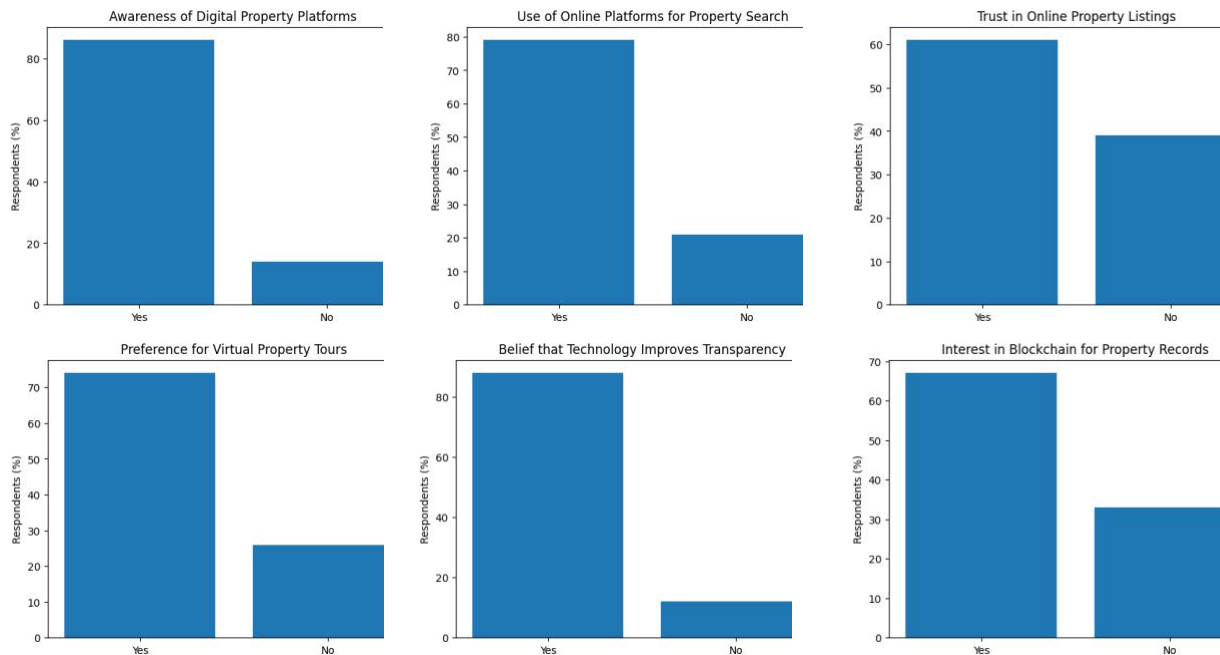 Awareness of Digital Property Platforms
Respondents (%)
80
60
40
20
0
Yes No
Use of Online Platforms for Property Search
Respondents (%)
80
70
60
50
40
30
20
10
0
Yes No
Trust in Online Property Listings
Respondents (%)
60
50
40
30
20
10
0
Yes No
Preference for Virtual Property Tours
Respondents (%)
70
60
50
40
30
20
10
0
Yes No
Belief that Technology Improves Transparency
Respondents (%)
80
60
40
20
0
Yes No
Interest in Blockchain for Property Records
Respondents (%)
70
60
50
40
30
20
10
0
Yes No